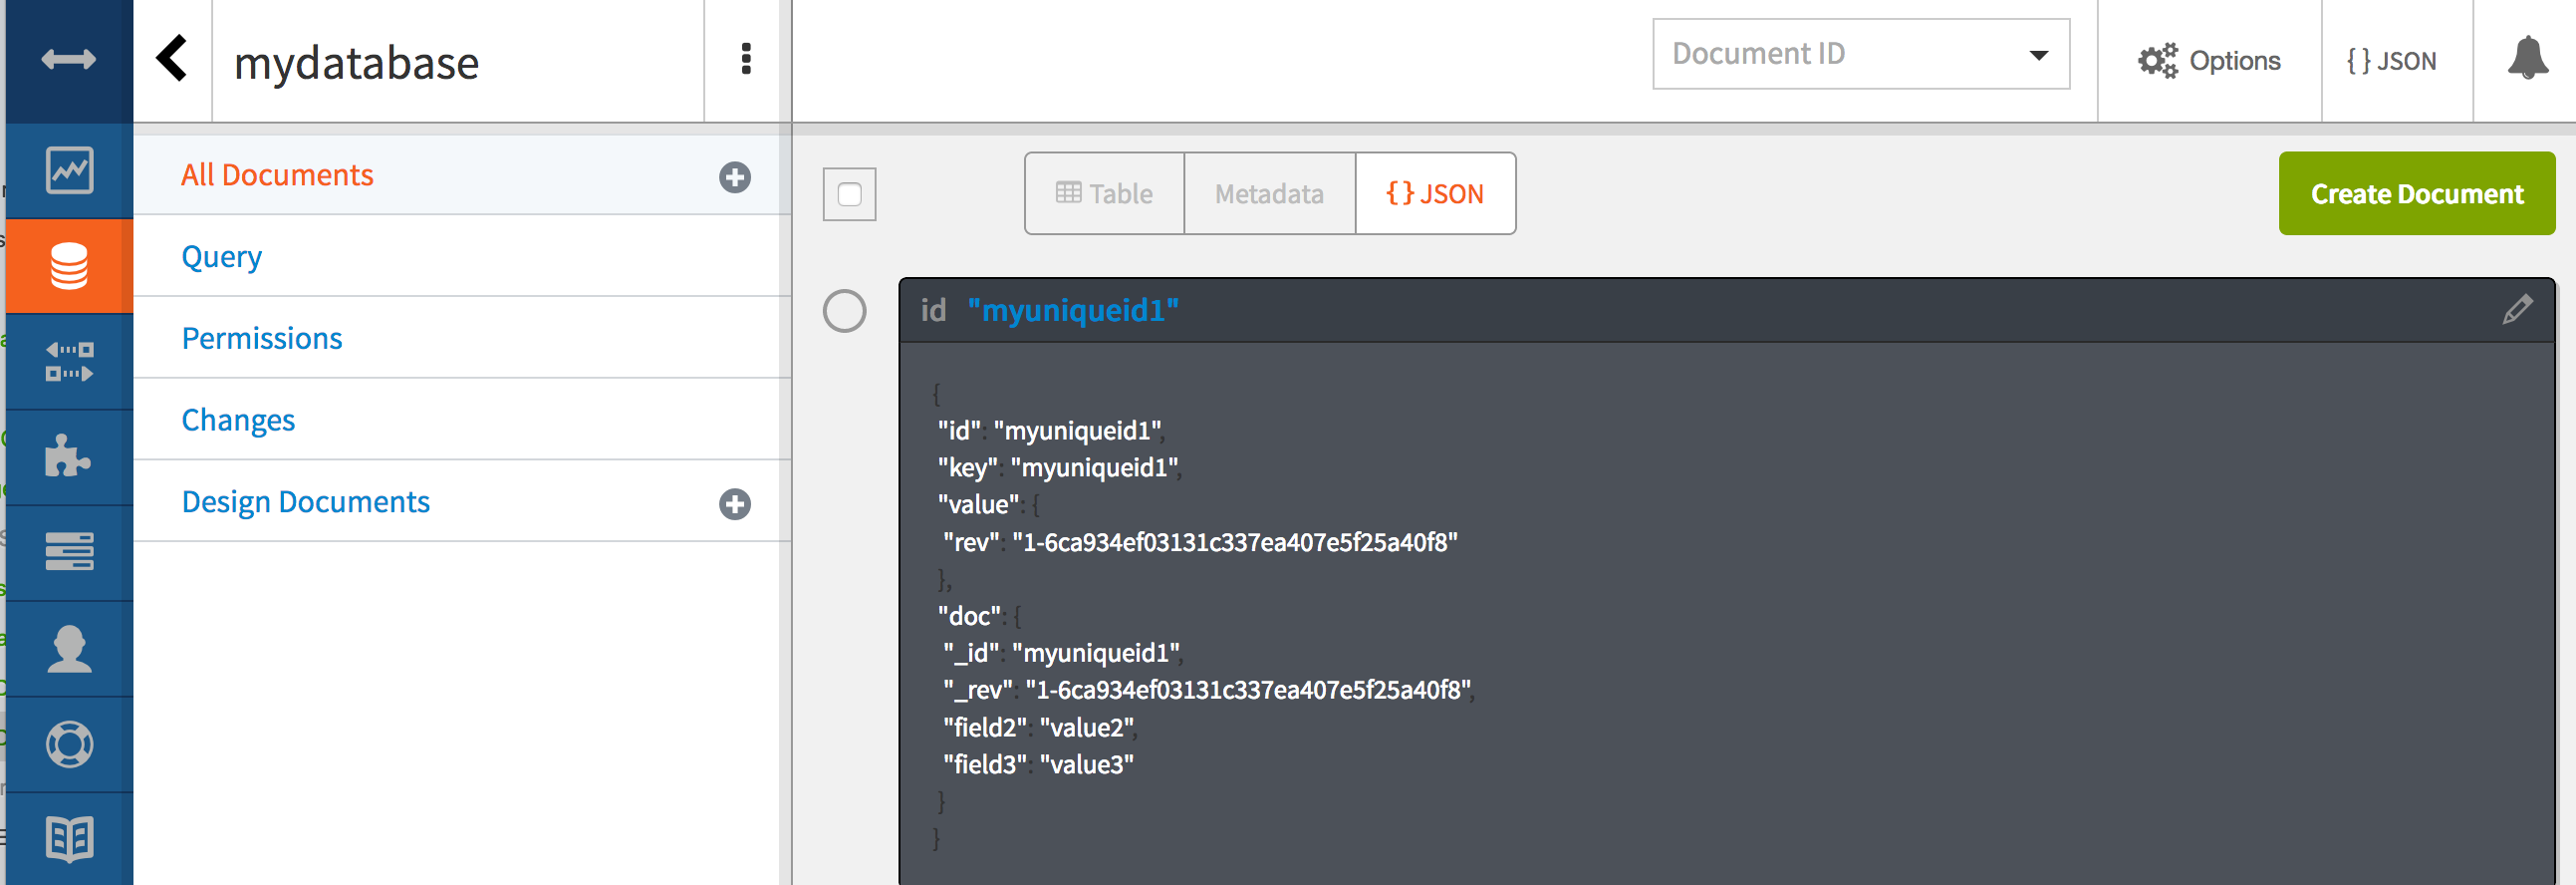 mydatabase
Document ID
Options
{ } JSON
All Documents
Query
Permissions
Changes
Design Documents
Table
Metadata
{ } JSON
Create Document
id "myuniqueid1"
{
"id": "myuniqueid1",
"key": "myuniqueid1",
"value": {
"rev": "1-6ca934ef03131c337ea407e5f25a40f8"
},
"doc": {
"_id": "myuniqueid1",
"_rev": "1-6ca934ef03131c337ea407e5f25a40f8",
"field2": "value2",
"field3": "value3"
}
}